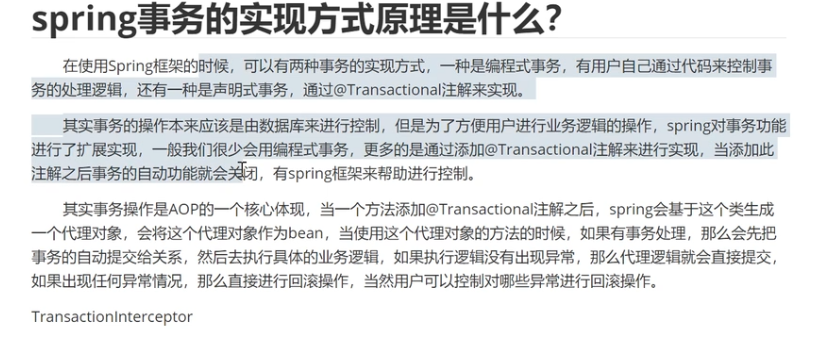 spring事务的实现方式原理是什么?
在使用Spring框架的时候，可以有两种事务的实现方式，一种是编程式事务，有用户自己通过代码来控制事
务的处理逻辑，还有一种是声明式事务，通过@Transactional注解来实现。
其实事务的操作本来应该是由数据库来进行控制，但是为了方便用户进行业务逻辑的操作，spring对事务功能
进行了扩展实现，一般我们很少会用编程式事务，更多的是通过添加@Transactional注解来进行实现，当添加此
注解之后事务的自动功能就会关闭，有spring框架来帮助进行控制。
其实事务操作是AOP的一个核心体现，当一个方法添加@Transactional注解之后，spring会基于这个类生成
一个代理对象，会将这个代理对象作为bean，当使用这个代理对象的方法的时候，如果有事务处理，那么会先把
事务的自动提交给关系，然后去执行具体的业务逻辑，如果执行逻辑没有出现异常，那么代理逻辑就会直接提交，
如果出现任何异常情况，那么直接进行回滚操作，当然用户可以控制对哪些异常进行回滚操作。
TransactionInterceptor